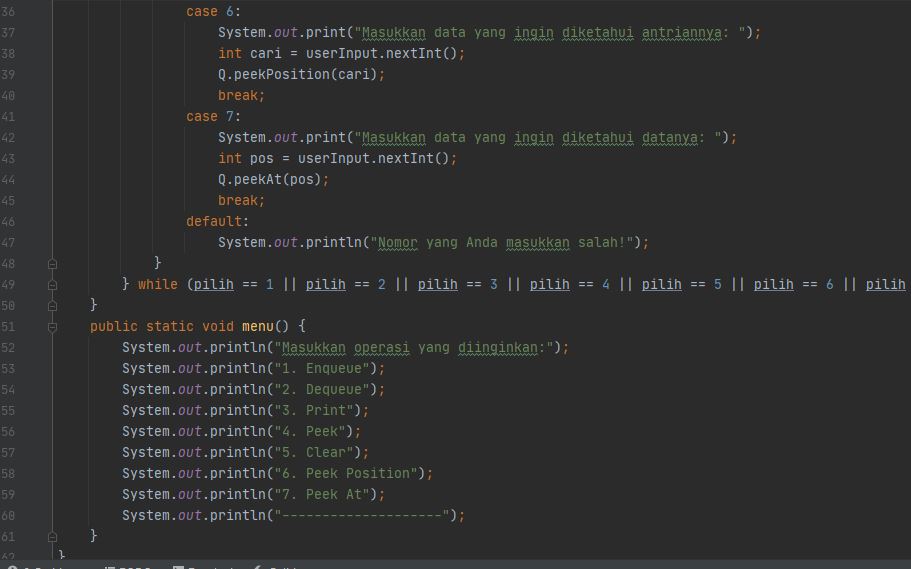 36 case 6:
37 System.out.print("Masukkan data yang ingin diketahui antriannya: ");
38 int cari = userInput.nextInt();
39 Q.peekPosition(cari);
40 break;
41 case 7:
42 System.out.print("Masukkan data yang ingin diketahui datanya: ");
43 int pos = userInput.nextInt();
44 Q.peekAt(pos);
45 break;
46 default:
47 System.out.println("Nomor yang Anda masukkan salah!");
48 }
49 } while (pilih == 1 || pilih == 2 || pilih == 3 || pilih == 4 || pilih == 5 || pilih == 6 || pilih
50 }
51 public static void menu() {
52 System.out.println("Masukkan operasi yang diinginkan:");
53 System.out.println("1. Enqueue");
54 System.out.println("2. Dequeue");
55 System.out.println("3. Print");
56 System.out.println("4. Peek");
57 System.out.println("5. Clear");
58 System.out.println("6. Peek Position");
59 System.out.println("7. Peek At");
60 System.out.println("--------------------");
61 }
62 }